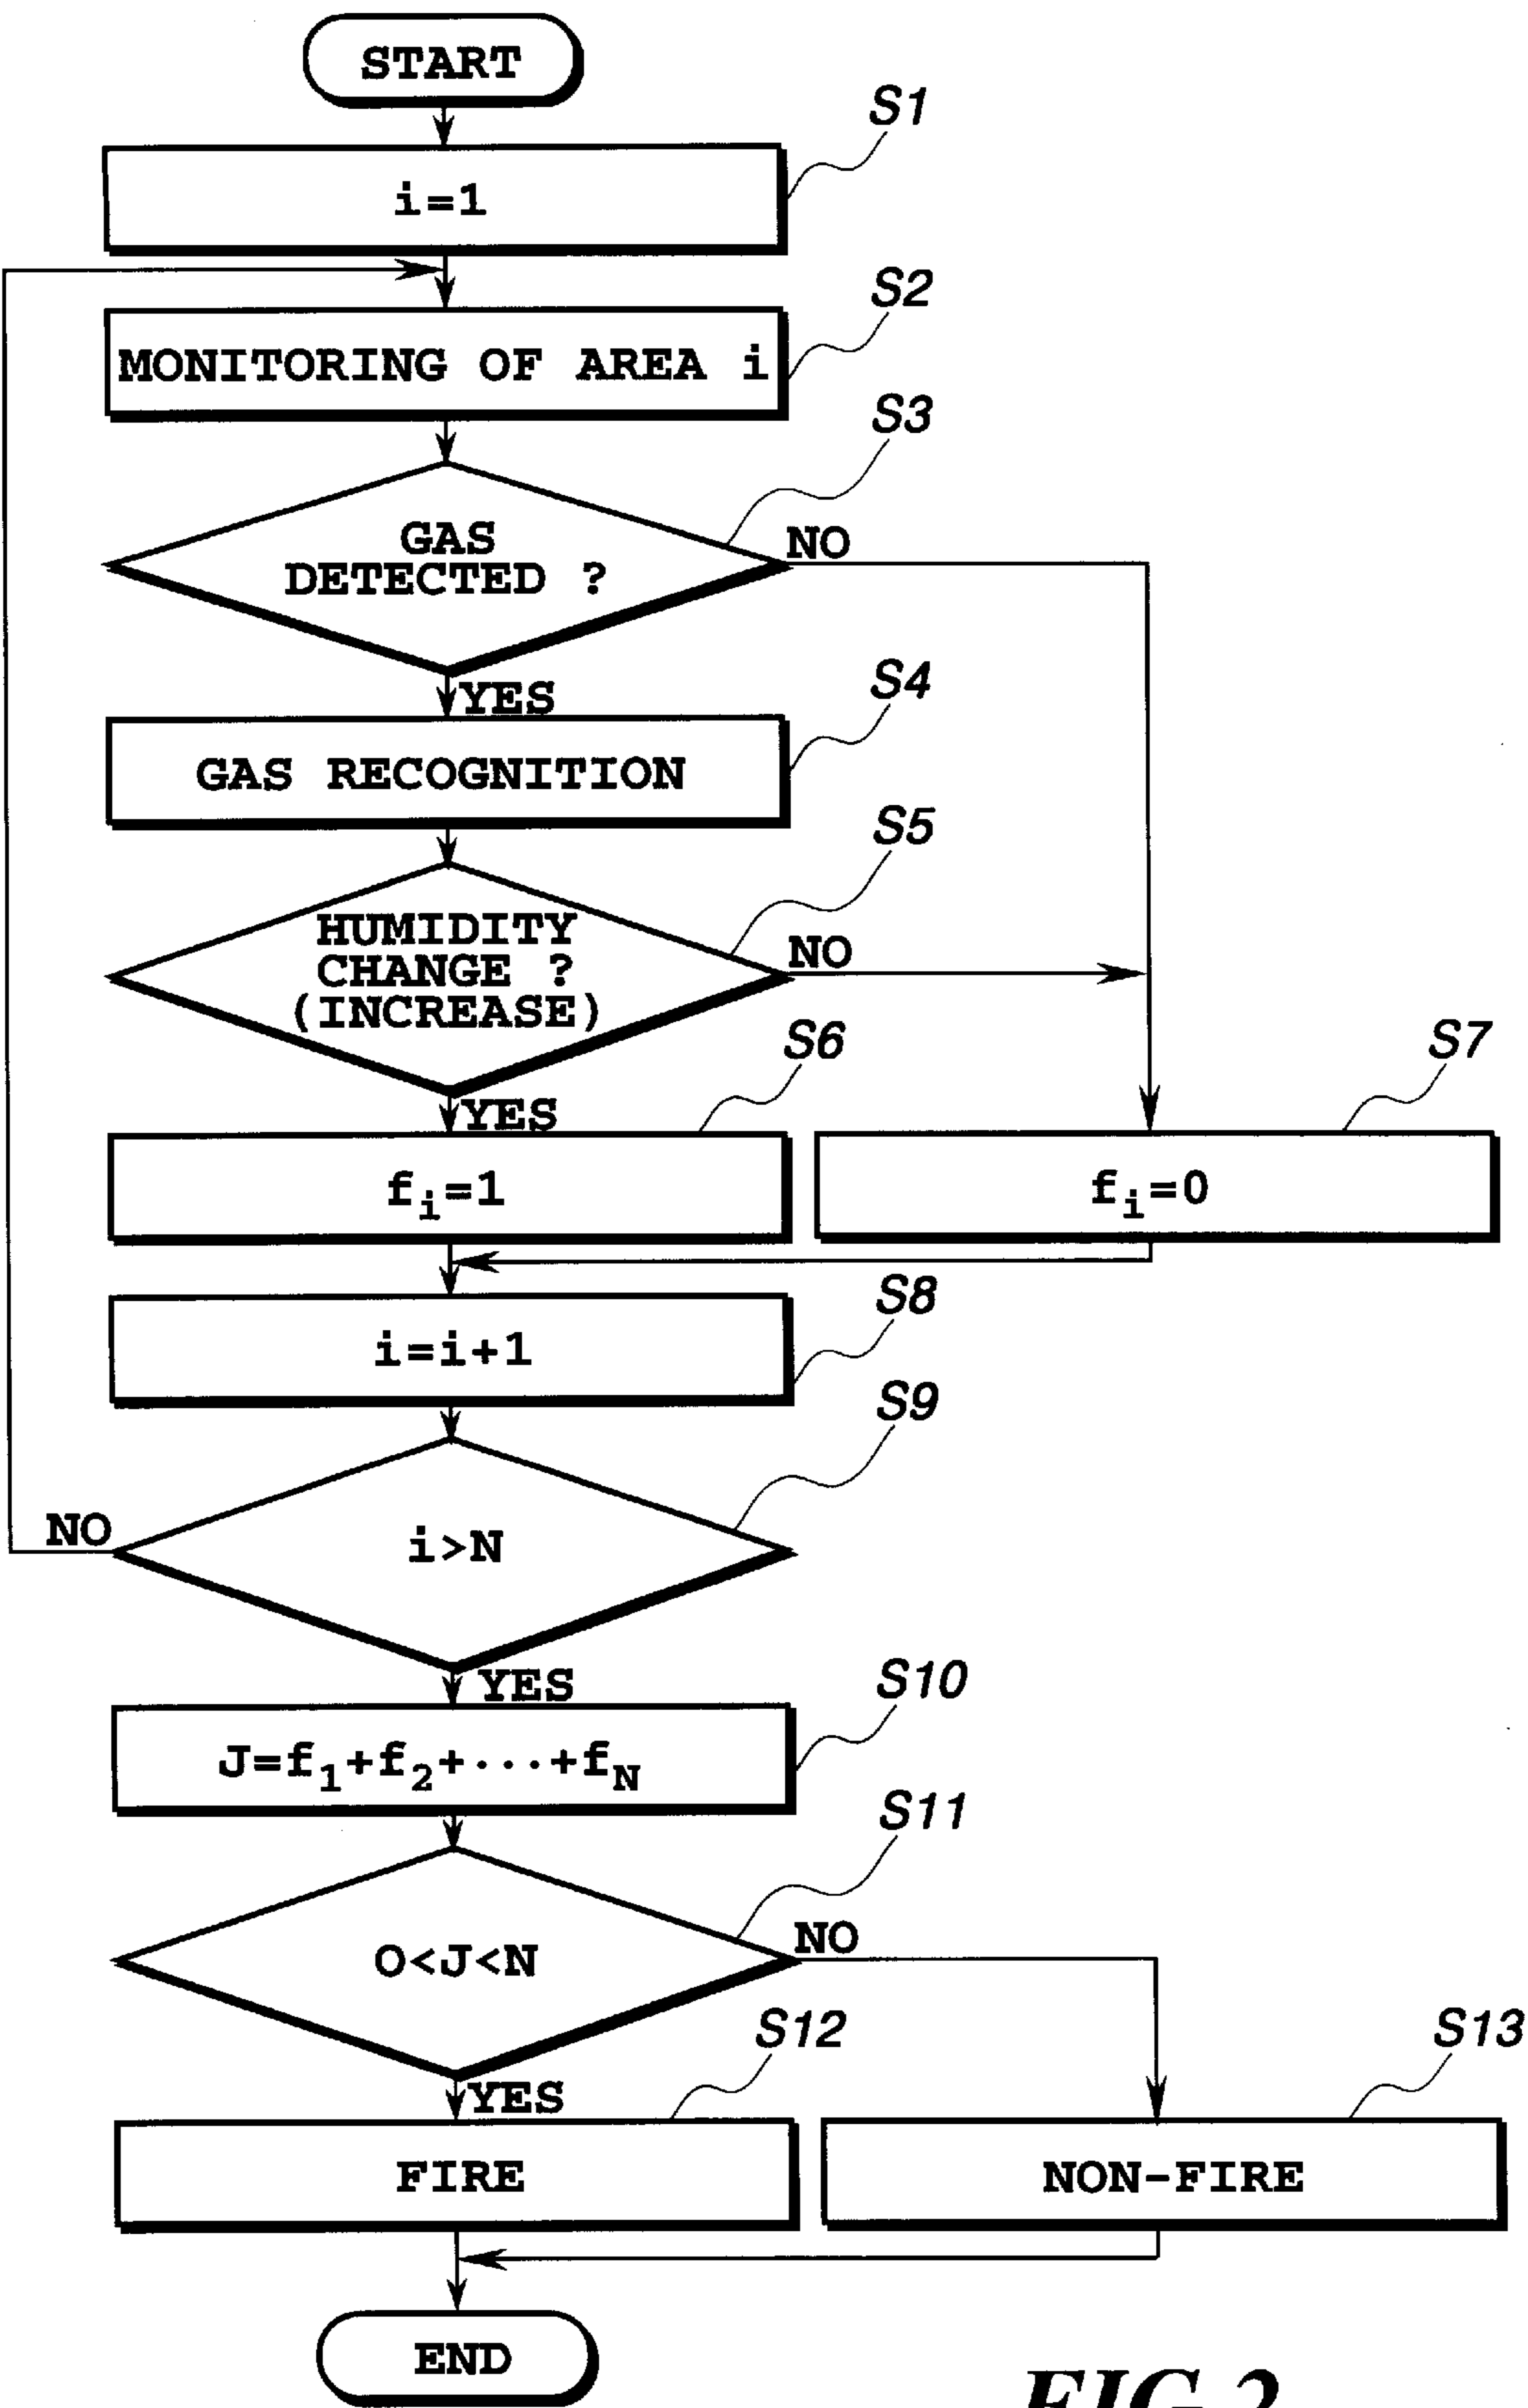 START
S1
i=1
S2
MONITORING OF AREA i
S3
GAS
DETECTED ?
NO
YES
S4
GAS RECOGNITION
S5
HUMIDITY
CHANGE ?
(INCREASE)
NO
YES
S6
S7
fi=1
fi=0
S8
i=i+1
S9
i>N
NO
YES
S10
J=f1+f2+···+fN
S11
O<J<N
NO
YES
S12
S13
FIRE
NON-FIRE
END
FIG.2